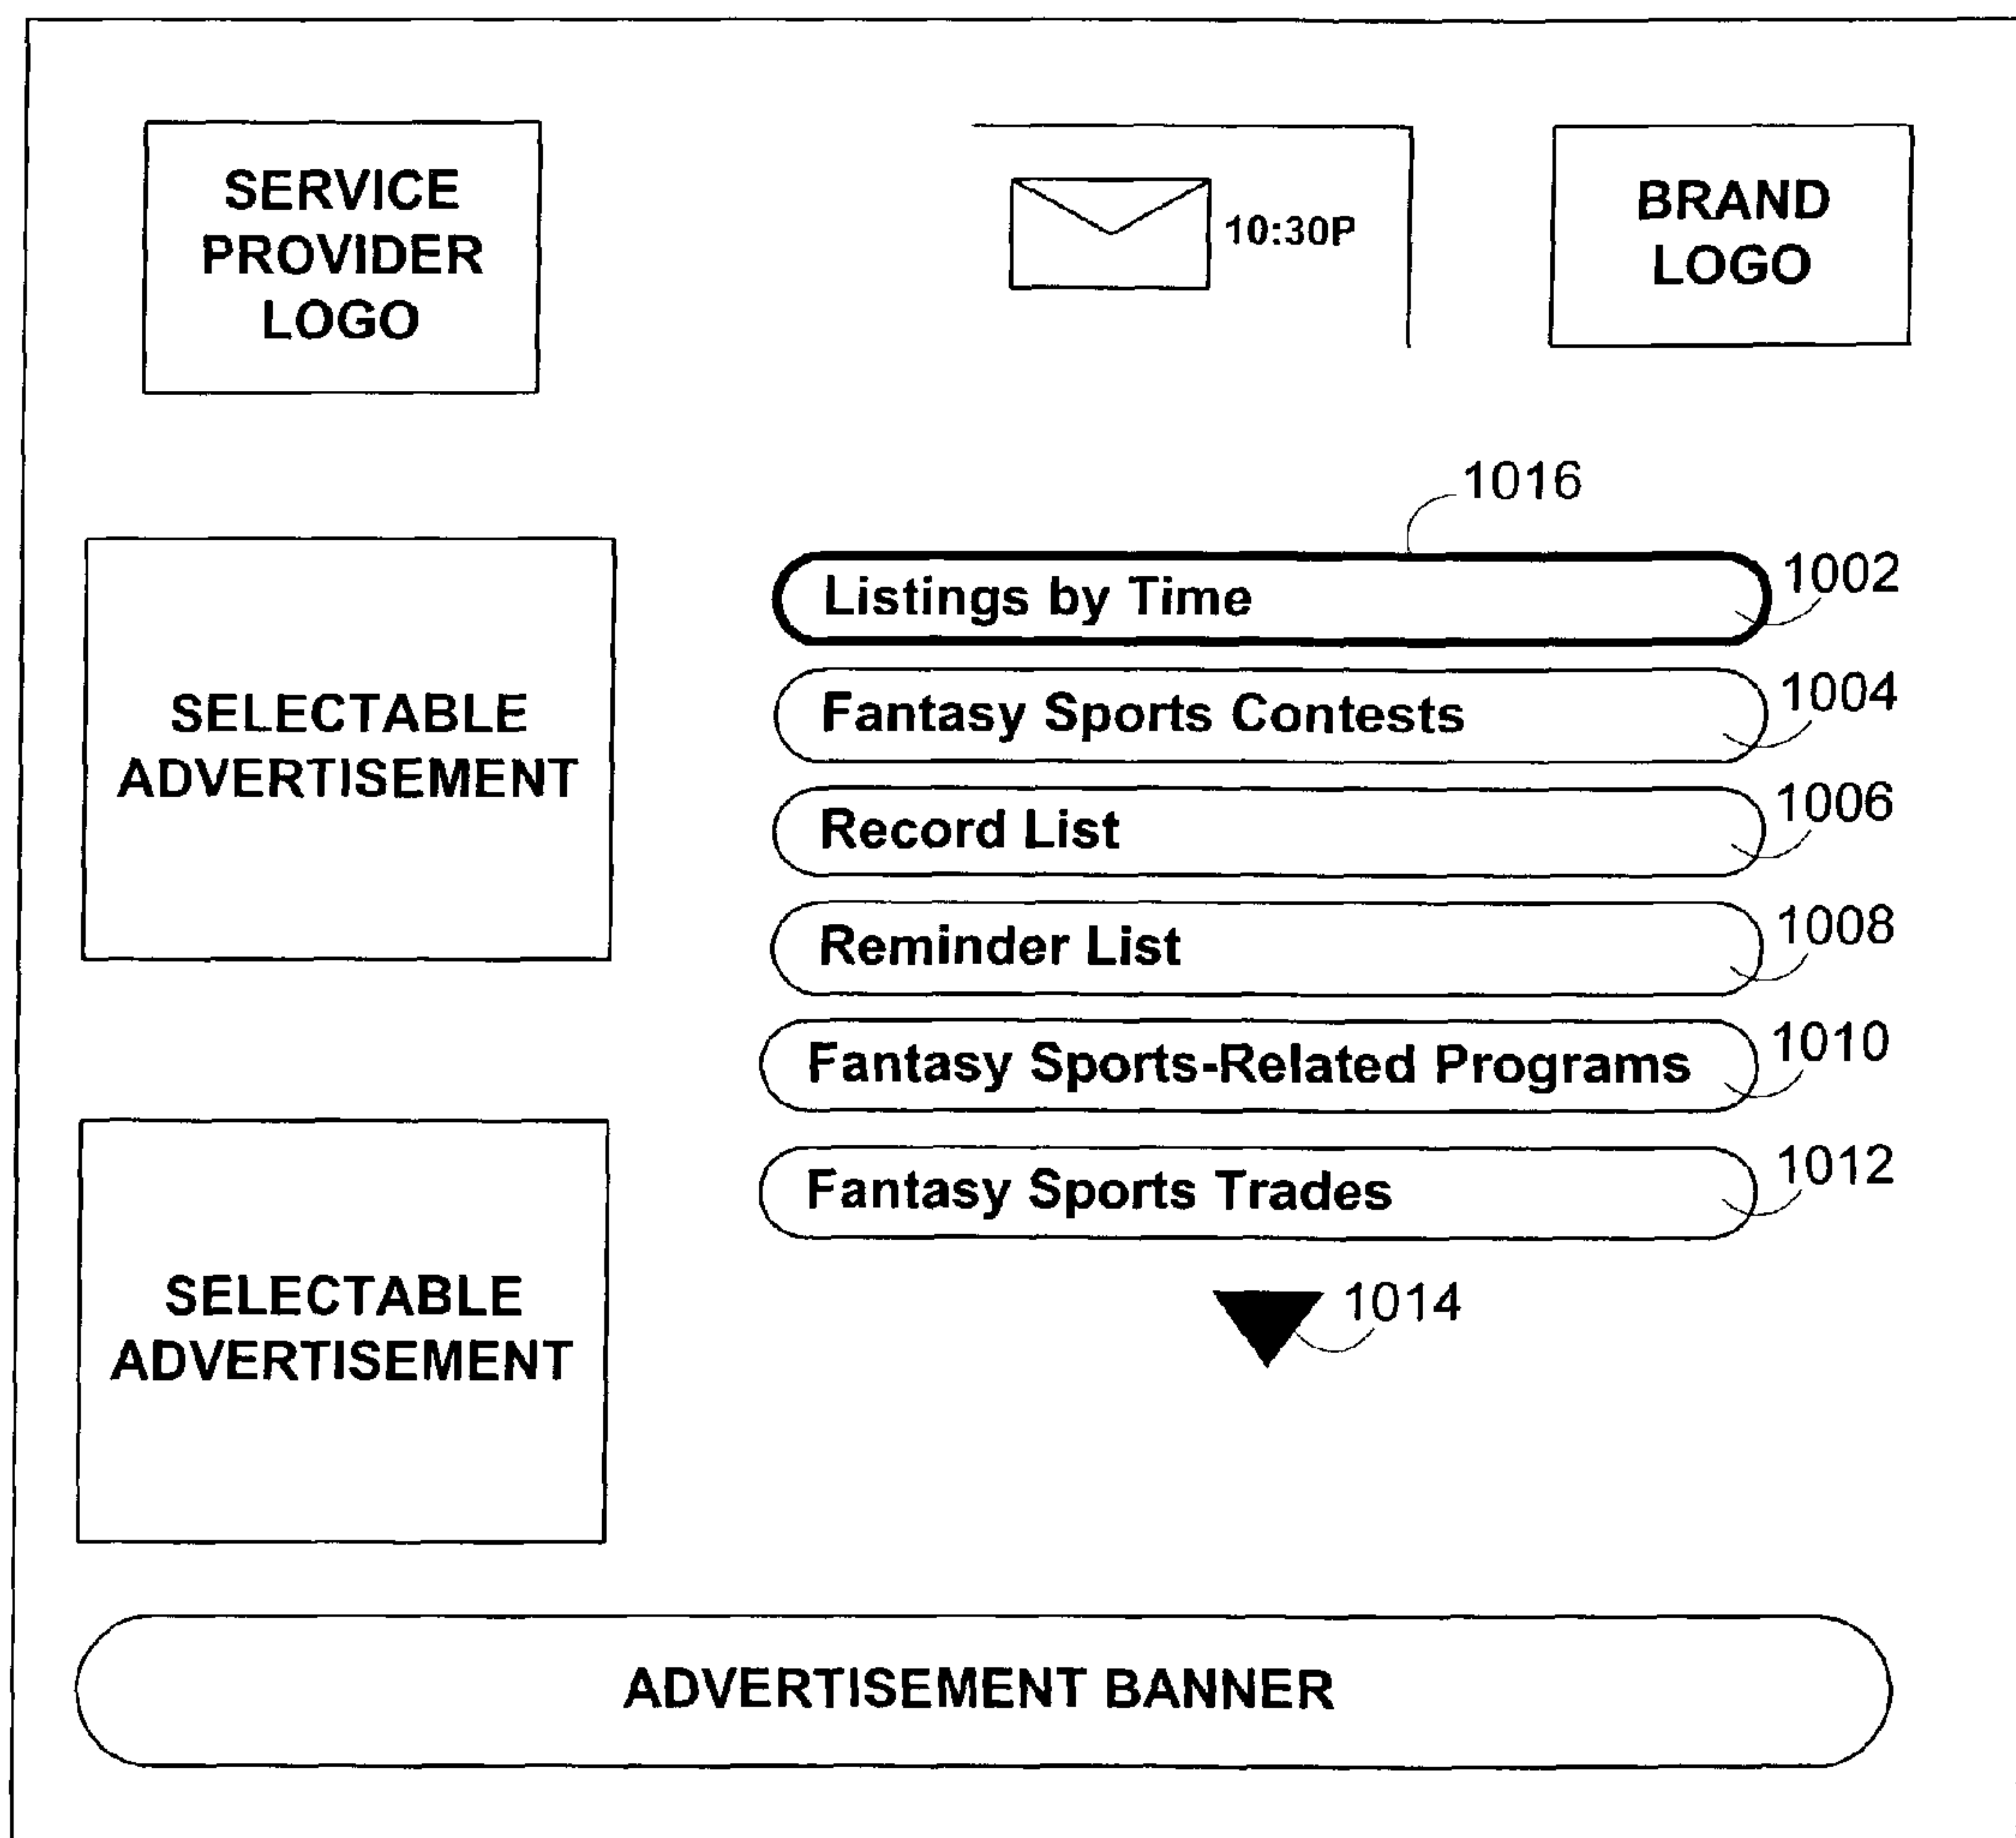 SERVICE
PROVIDER
LOGO
10:30P
BRAND
LOGO
1016
Listings by Time
1002
Fantasy Sports Contests
1004
Record List
1006
Reminder List
1008
Fantasy Sports-Related Programs
1010
Fantasy Sports Trades
1012
1014
SELECTABLE
ADVERTISEMENT
SELECTABLE
ADVERTISEMENT
ADVERTISEMENT BANNER